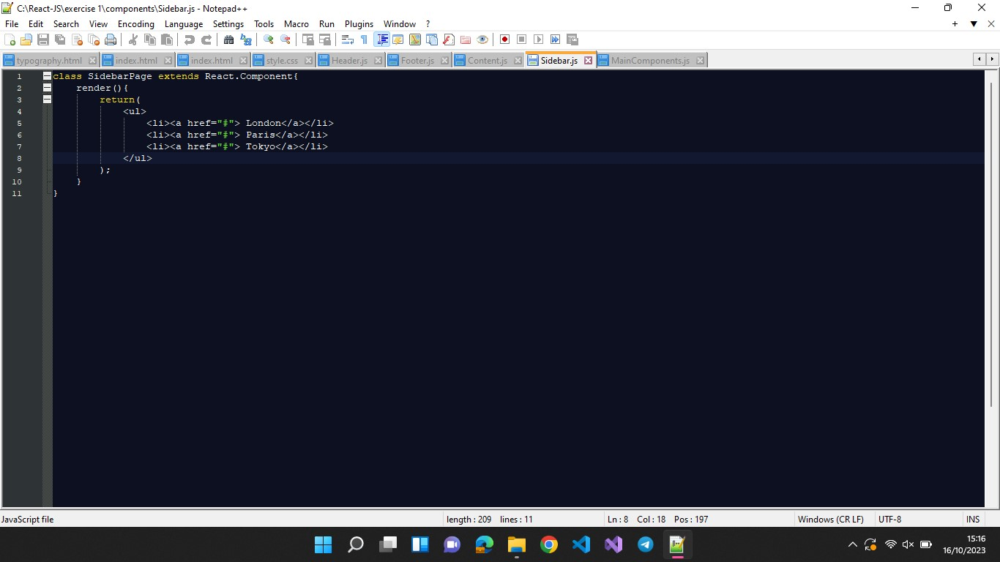 C:\React-JS\exercise 1\components\Sidebar.js - Notepad++
File Edit Search View Encoding Language Settings Tools Macro Run Plugins Window ?
typography.html index.html index.html style.css Header.js Footer.js Content.js Sidebar.js MainComponents.js
1 class SidebarPage extends React.Component{
2     render(){
3         return(
4             <ul>
5                 <li><a href="#"> London</a></li>
6                 <li><a href="#"> Paris</a></li>
7                 <li><a href="#"> Tokyo</a></li>
8             </ul>
9         );
10     }
11 }
JavaScript file length : 209 lines : 11 Ln : 8 Col : 18 Pos : 197 Windows (CR LF) UTF-8 INS
15:16
16/10/2023